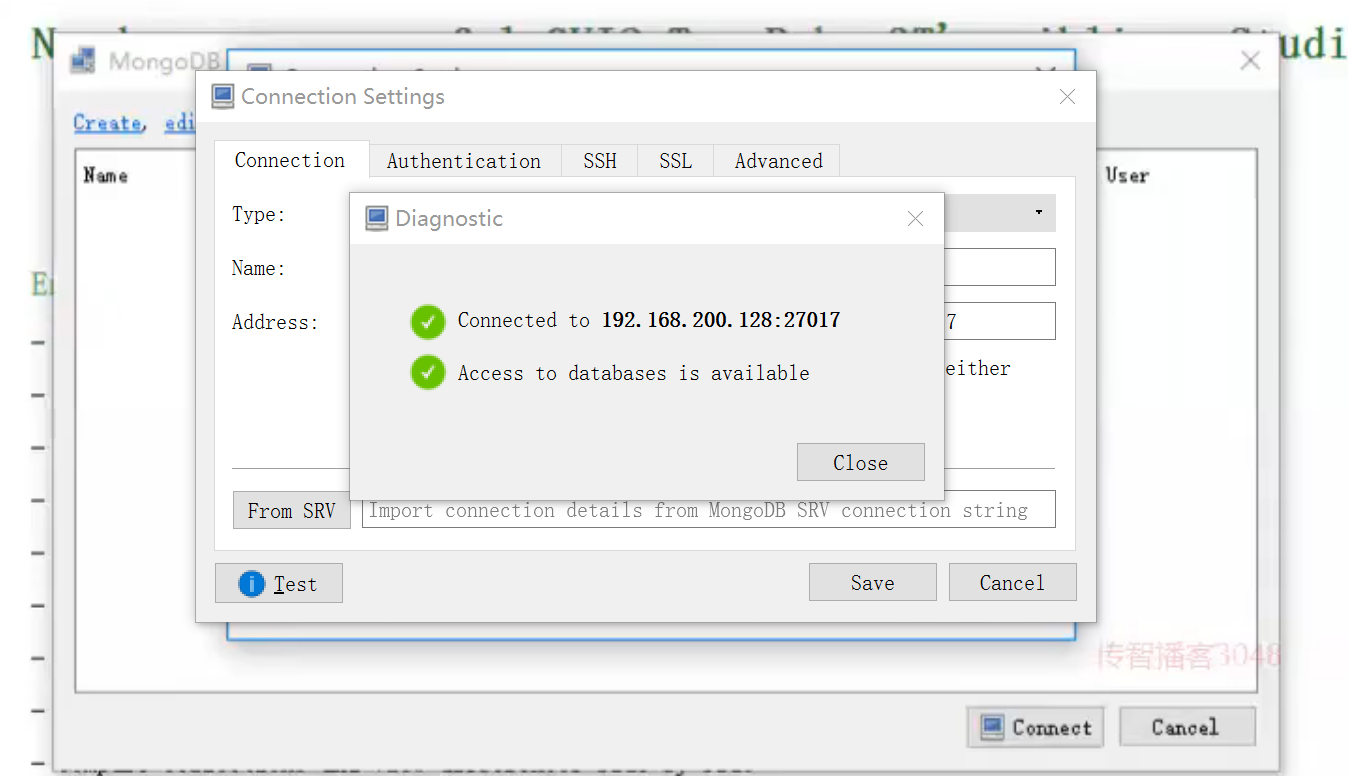 MongoDB
Create, edi
Name
User
Connection Settings
Connection Authentication SSH SSL Advanced
Type:
Name:
Address:
7
either
Diagnostic
Connected to 192.168.200.128:27017
Access to databases is available
Close
From SRV Import connection details from MongoDB SRV connection string
Test Save Cancel
传智播客3048
Connect Cancel